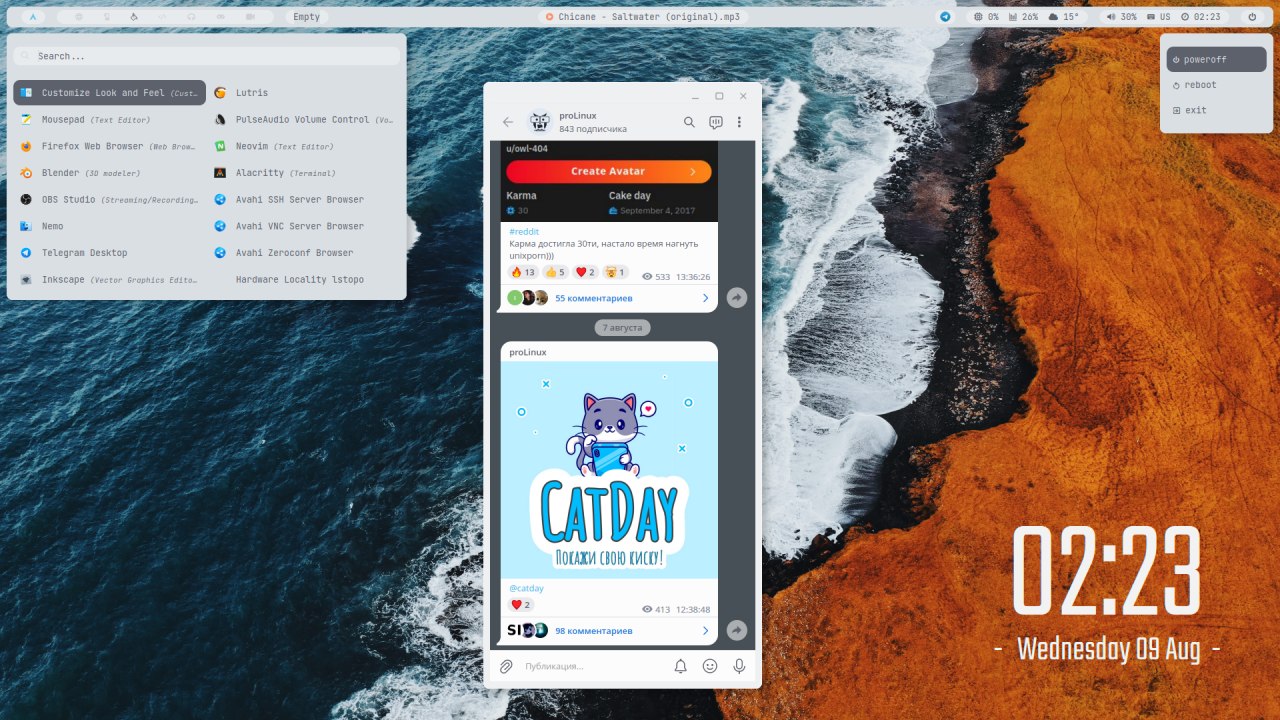 Empty
Chicane - Saltwater (original).mp3
0% 26% 15° 30% US 02:23
Search...
Customize Look and Feel (Cust…
Mousepad (Text Editor)
Firefox Web Browser (Web Brow…
Blender (3D modeler)
OBS Studio (Streaming/Recording…
Nemo
Telegram Desktop
Inkscape (Vector Graphics Edito…
Lutris
PulseAudio Volume Control (Vo…
Neovim (Text Editor)
Alacritty (Terminal)
Avahi SSH Server Browser
Avahi VNC Server Browser
Avahi Zeroconf Browser
Hardware Locality lstopo
proLinux
843 подписчика
u/owl-404
Create Avatar
Karma Cake day
30 September 4, 2017
#reddit
Карма достигла 30ти, настало время нагнуть
unixporn)))
13 5 2 1 533 13:36:26
55 комментариев
7 августа
proLinux
CatDay
Покажи свою киску!
@catday
2 413 12:38:48
SI
98 комментариев
Публикация...
poweroff
reboot
exit
02:23
- Wednesday 09 Aug -